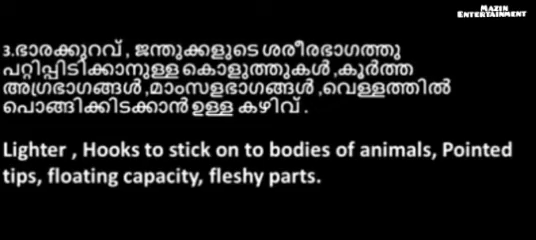 Mazin
Entertainment
3.ഭാരക്കുറവ് , ജന്തുക്കളുടെ ശരീരഭാഗത്തു
പറ്റിപ്പിടിക്കാനുള്ള കൊളുത്തുകൾ ,കൂർത്ത
അഗ്രഭാഗങ്ങൾ ,മാംസളഭാഗങ്ങൾ ,വെള്ളത്തിൽ
പൊങ്ങിക്കിടക്കാൻ ഉള്ള കഴിവ് .
Lighter , Hooks to stick on to bodies of animals, Pointed
tips, floating capacity, fleshy parts.